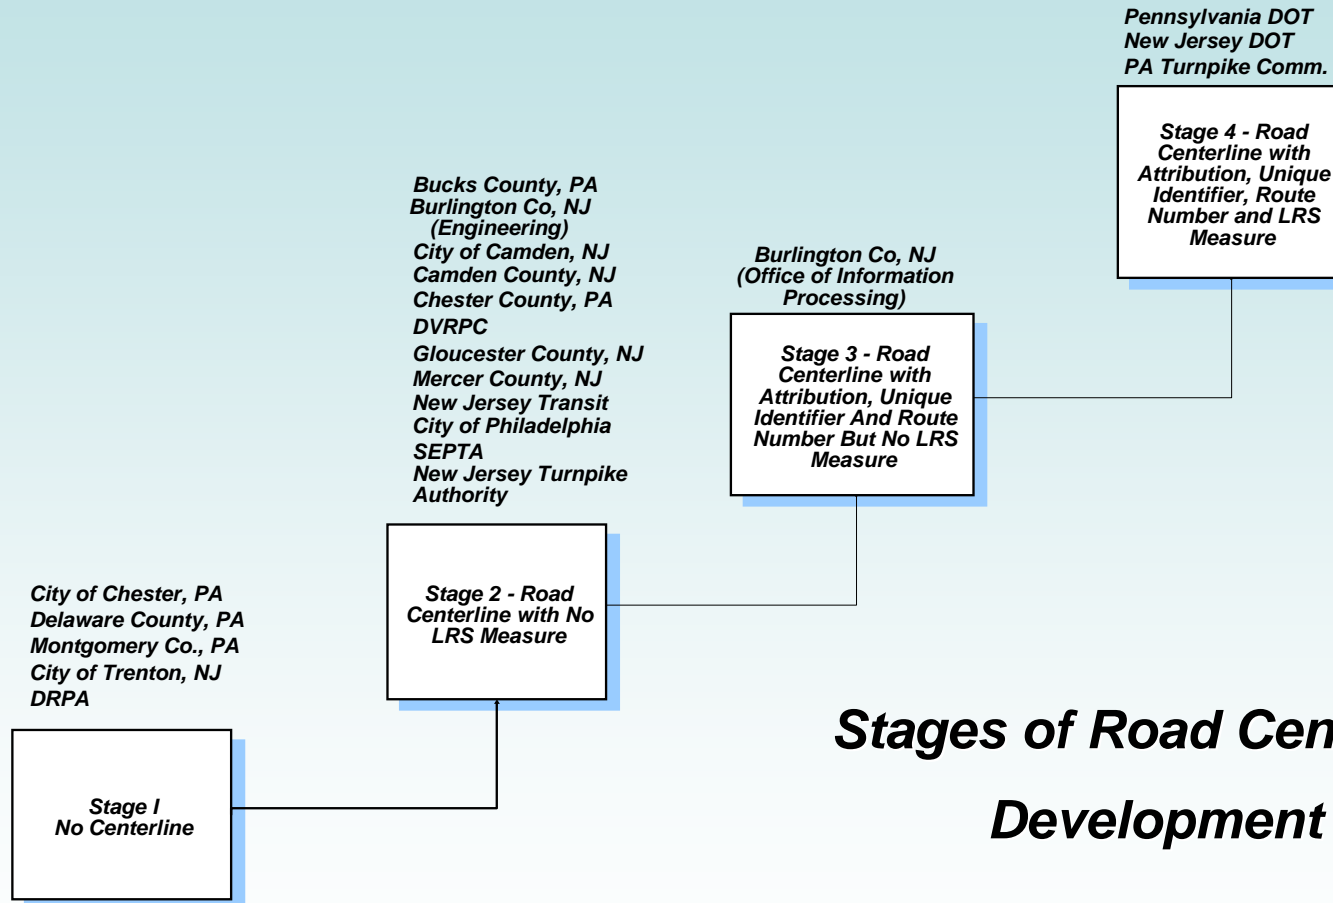 Pennsylvania DOT
New Jersey DOT
PA Turnpike Comm.
Stage 4 - Road
Centerline with
Attribution, Unique
Identifier, Route
Number and LRS
Measure
Bucks County, PA
Burlington Co, NJ
(Engineering)
City of Camden, NJ
Camden County, NJ
Chester County, PA
DVRPC
Gloucester County, NJ
Mercer County, NJ
New Jersey Transit
City of Philadelphia
SEPTA
New Jersey Turnpike
Authority
Burlington Co, NJ
(Office of Information
Processing)
Stage 3 - Road
Centerline with
Attribution, Unique
Identifier And Route
Number But No LRS
Measure
Stage 2 - Road
Centerline with No
LRS Measure
City of Chester, PA
Delaware County, PA
Montgomery Co., PA
City of Trenton, NJ
DRPA
Stage I
No Centerline
Stages of Road Cen
Development